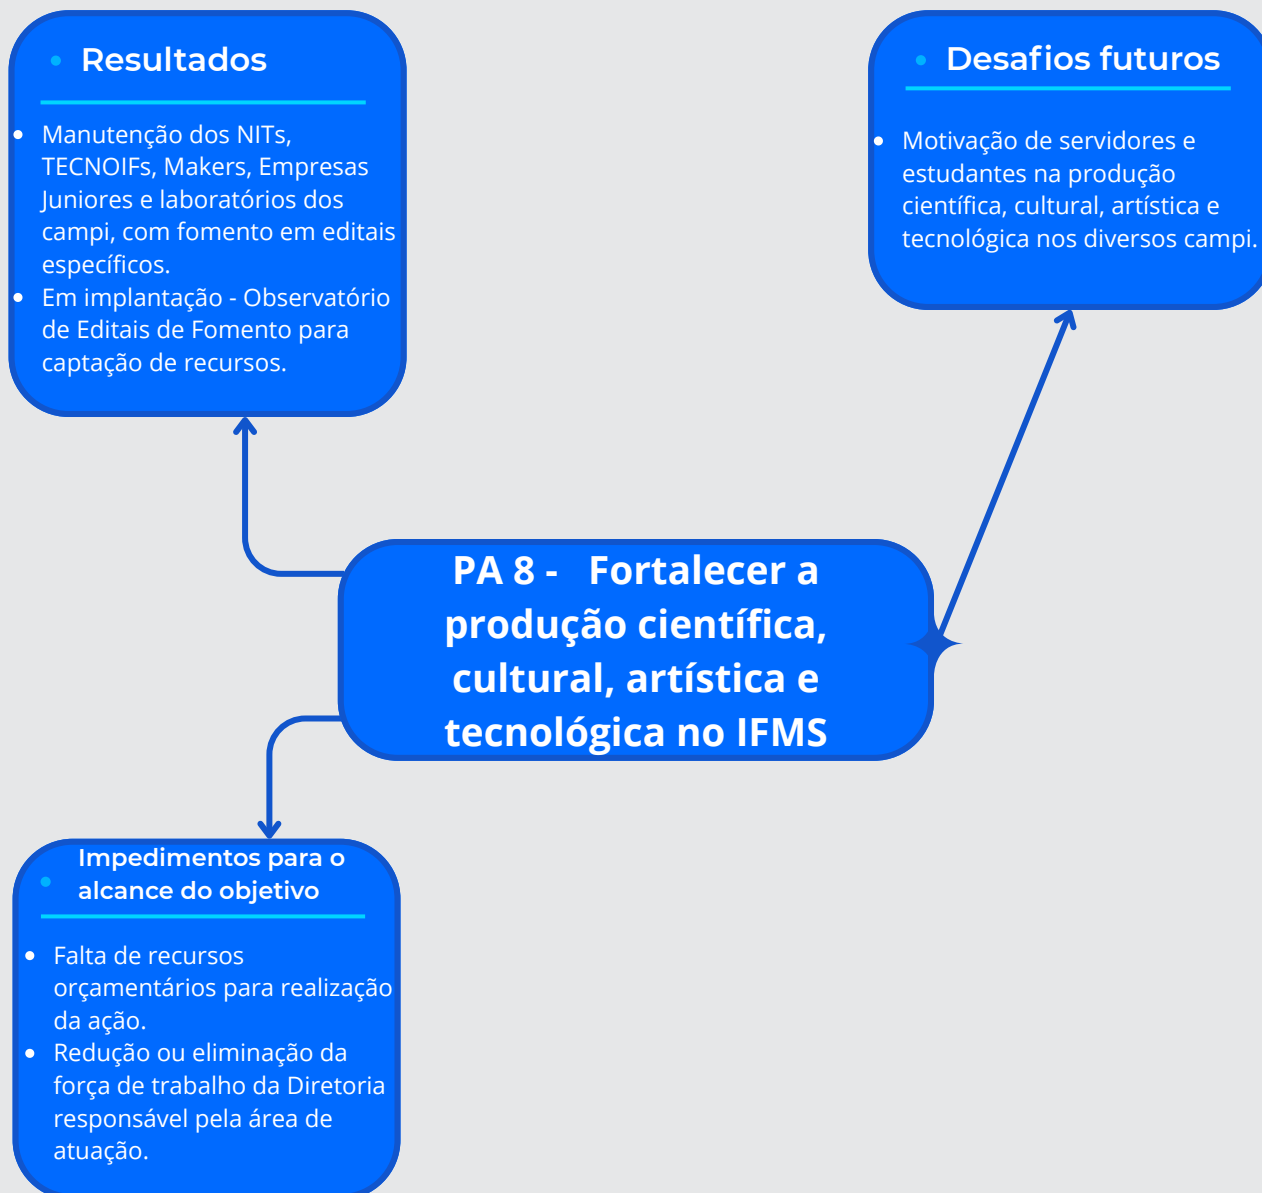 Resultados
Manutenção dos NITs,
TECNOIFs, Makers, Empresas
Juniores e laboratórios dos
campi, com fomento em editais
específicos.
Em implantação - Observatório
de Editais de Fomento para
captação de recursos.
Desafios futuros
Motivação de servidores e
estudantes na produção
científica, cultural, artística e
tecnológica nos diversos campi.
PA 8 -   Fortalecer a
produção científica,
cultural, artística e
tecnológica no IFMS
Impedimentos para o
alcance do objetivo
Falta de recursos
orçamentários para realização
da ação.
Redução ou eliminação da
força de trabalho da Diretoria
responsável pela área de
atuação.